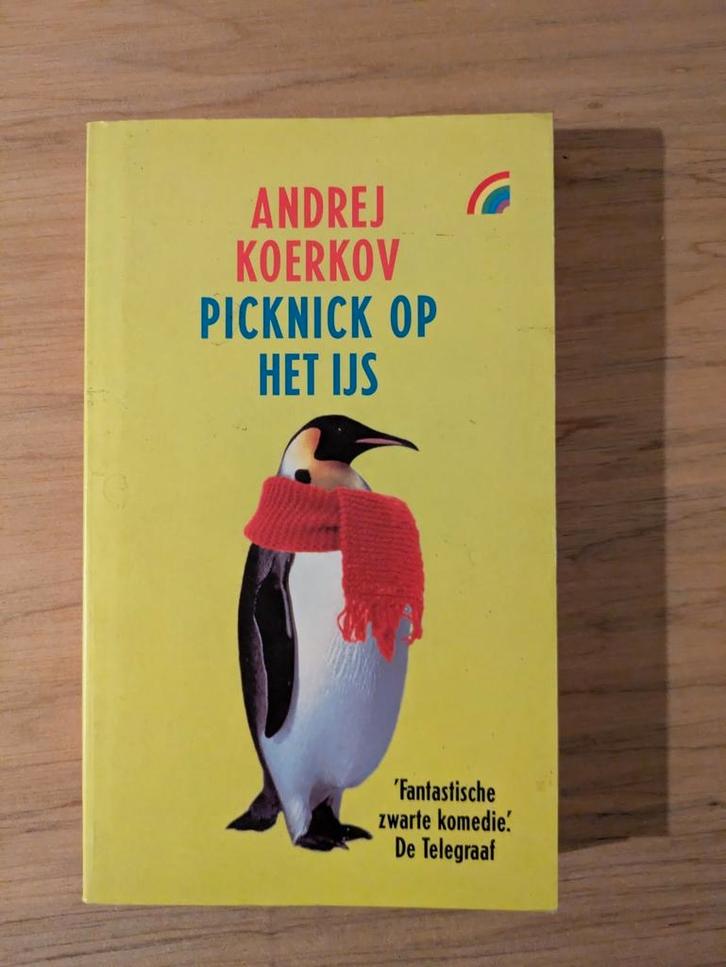 ANDREJ
KOERKOV
PICKNICK OP
HET IJS
'Fantastische
zwarte komedie'.
De Telegraaf